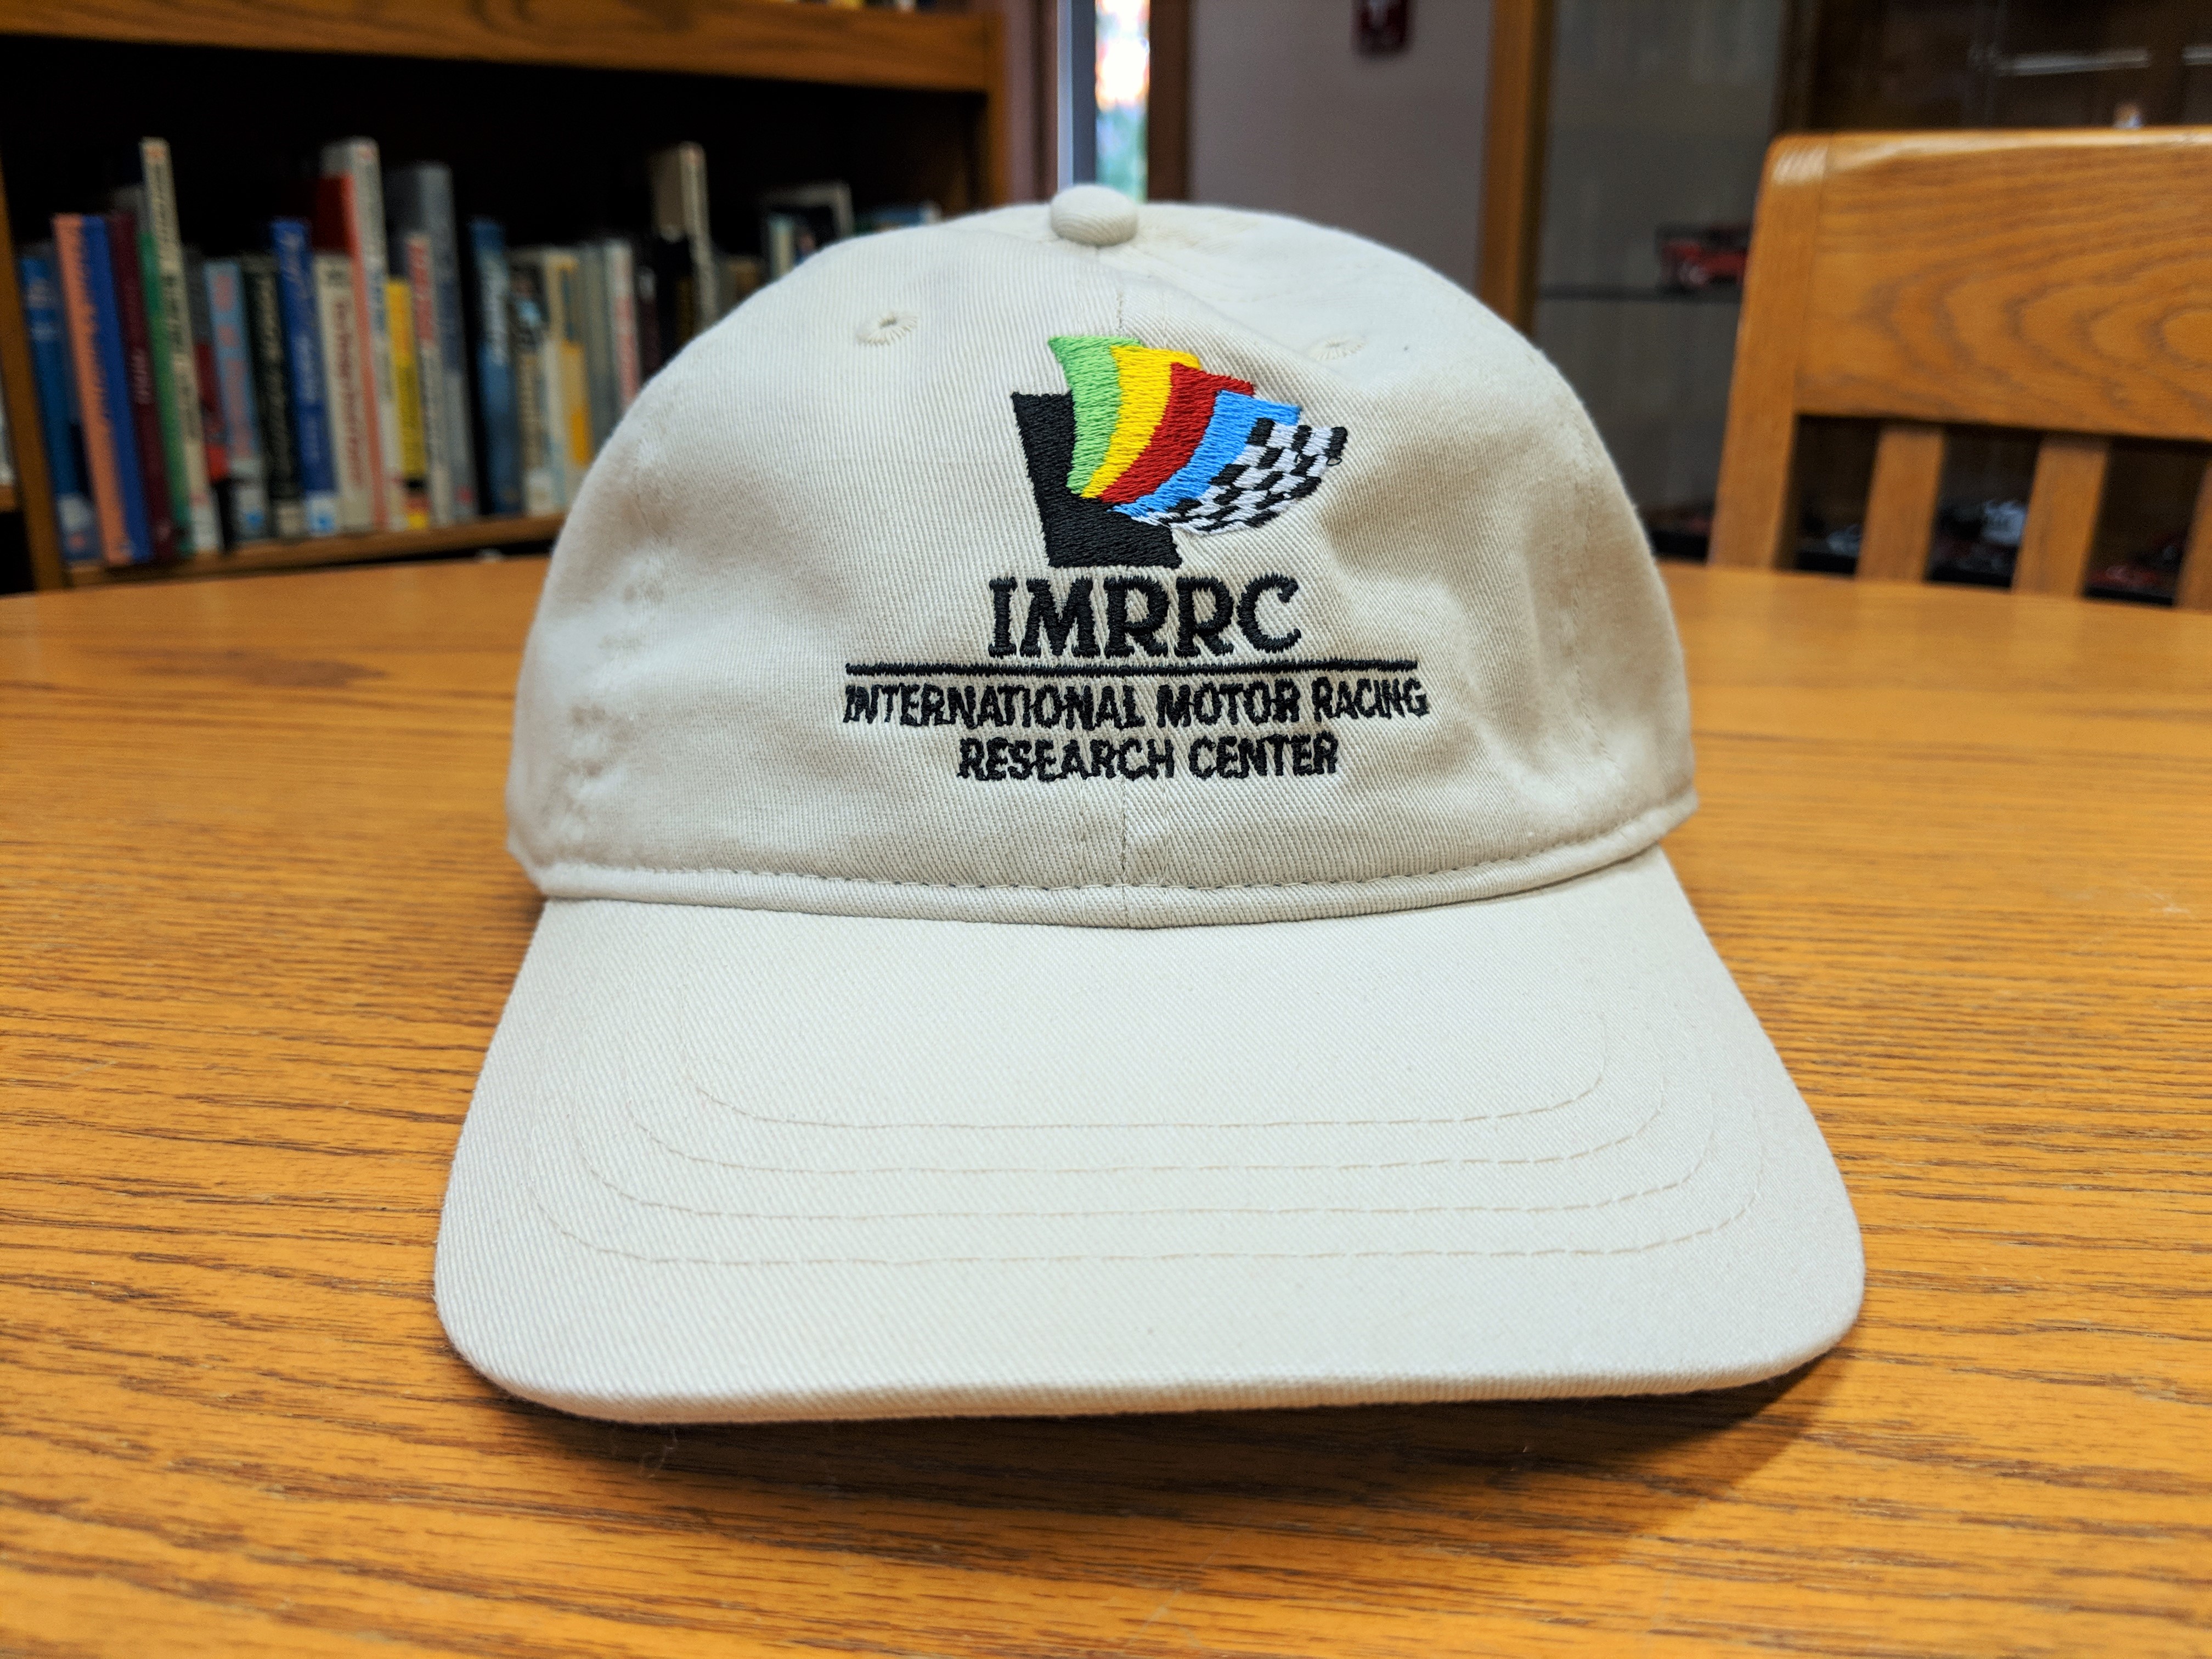 IMRRC
INTERNATIONAL MOTOR RACING
RESEARCH CENTER